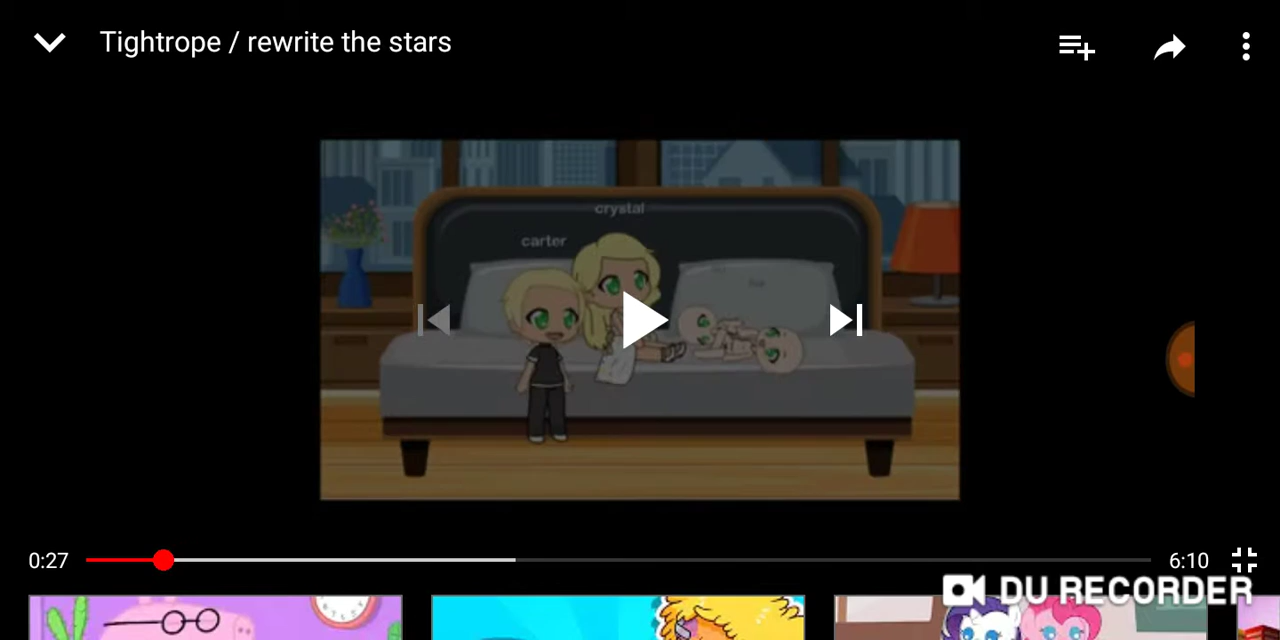 Tightrope / rewrite the stars
crystal
carter
0:27
6:10
DU RECORDER